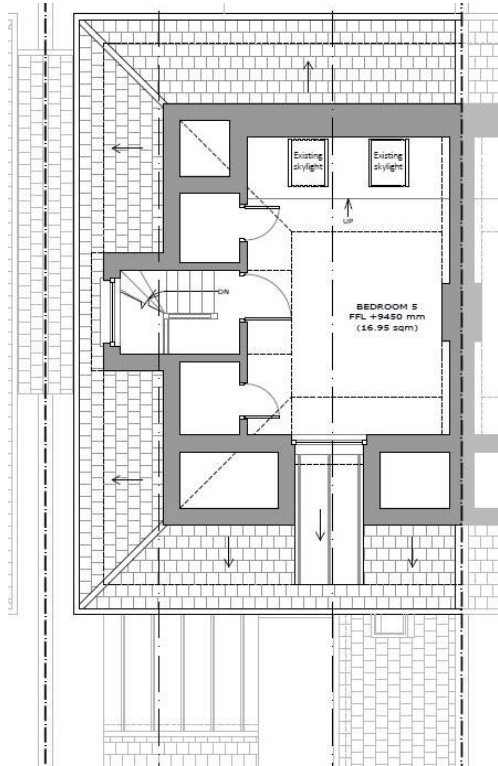 Existing
skylight
Existing
skylight
UP
DN
BEDROOM 5
FFL +9450 mm
(16.95 sqm)